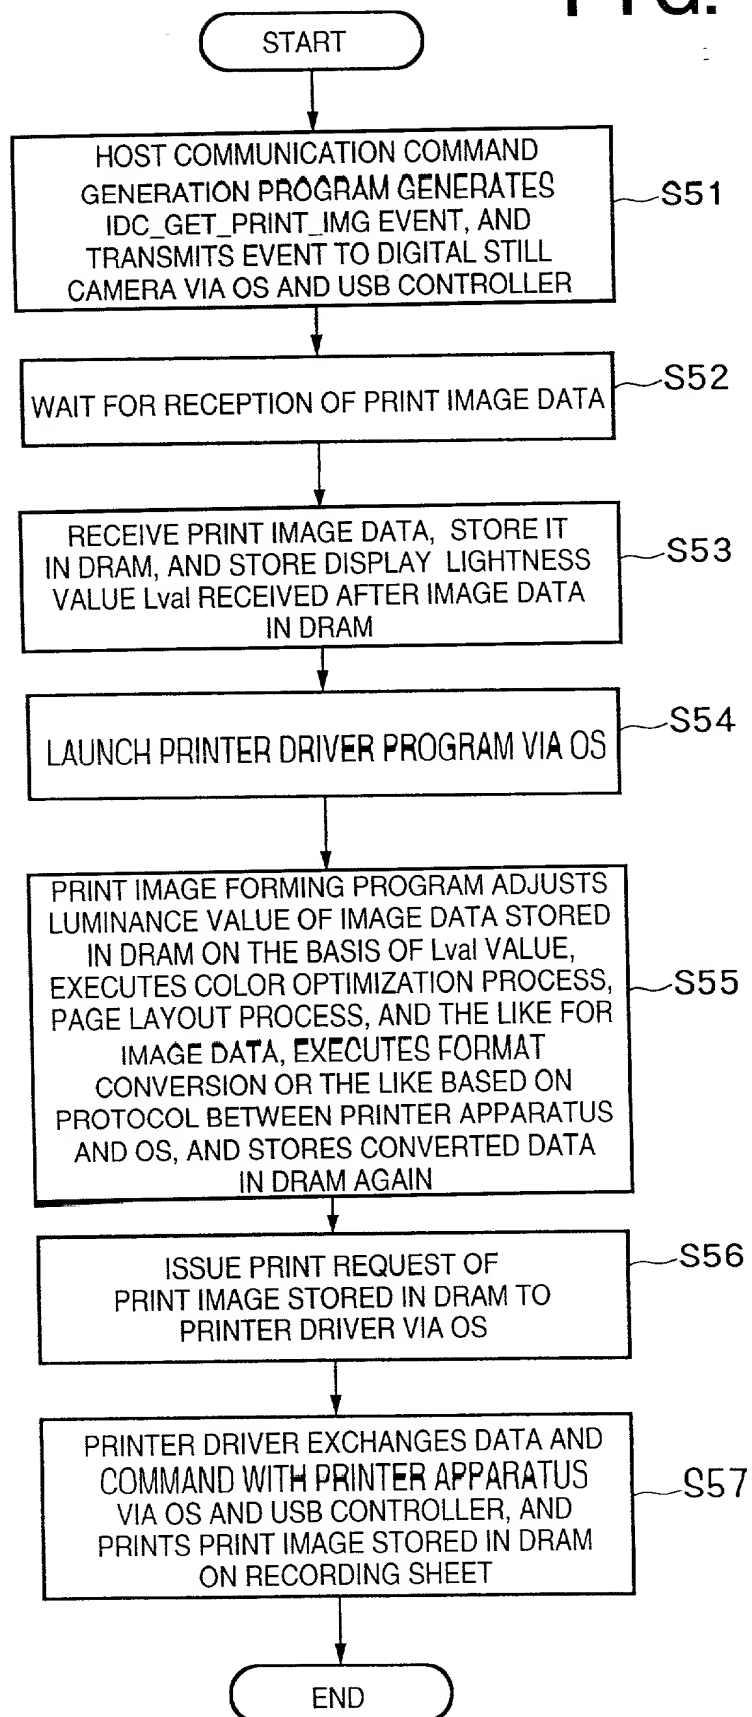 FIG.
START
HOST COMMUNICATION COMMAND
GENERATION PROGRAM GENERATES
IDC_GET_PRINT_IMG EVENT, AND
TRANSMITS EVENT TO DIGITAL STILL
CAMERA VIA OS AND USB CONTROLLER
S51
WAIT FOR RECEPTION OF PRINT IMAGE DATA
S52
RECEIVE PRINT IMAGE DATA, STORE IT
IN DRAM, AND STORE DISPLAY LIGHTNESS
VALUE Lval RECEIVED AFTER IMAGE DATA
IN DRAM
S53
LAUNCH PRINTER DRIVER PROGRAM VIA OS
S54
PRINT IMAGE FORMING PROGRAM ADJUSTS
LUMINANCE VALUE OF IMAGE DATA STORED
IN DRAM ON THE BASIS OF Lval VALUE,
EXECUTES COLOR OPTIMIZATION PROCESS,
PAGE LAYOUT PROCESS, AND THE LIKE FOR
IMAGE DATA, EXECUTES FORMAT
CONVERSION OR THE LIKE BASED ON
PROTOCOL BETWEEN PRINTER APPARATUS
AND OS, AND STORES CONVERTED DATA
IN DRAM AGAIN
S55
ISSUE PRINT REQUEST OF
PRINT IMAGE STORED IN DRAM TO
PRINTER DRIVER VIA OS
S56
PRINTER DRIVER EXCHANGES DATA AND
COMMAND WITH PRINTER APPARATUS
VIA OS AND USB CONTROLLER, AND
PRINTS PRINT IMAGE STORED IN DRAM
ON RECORDING SHEET
S57
END